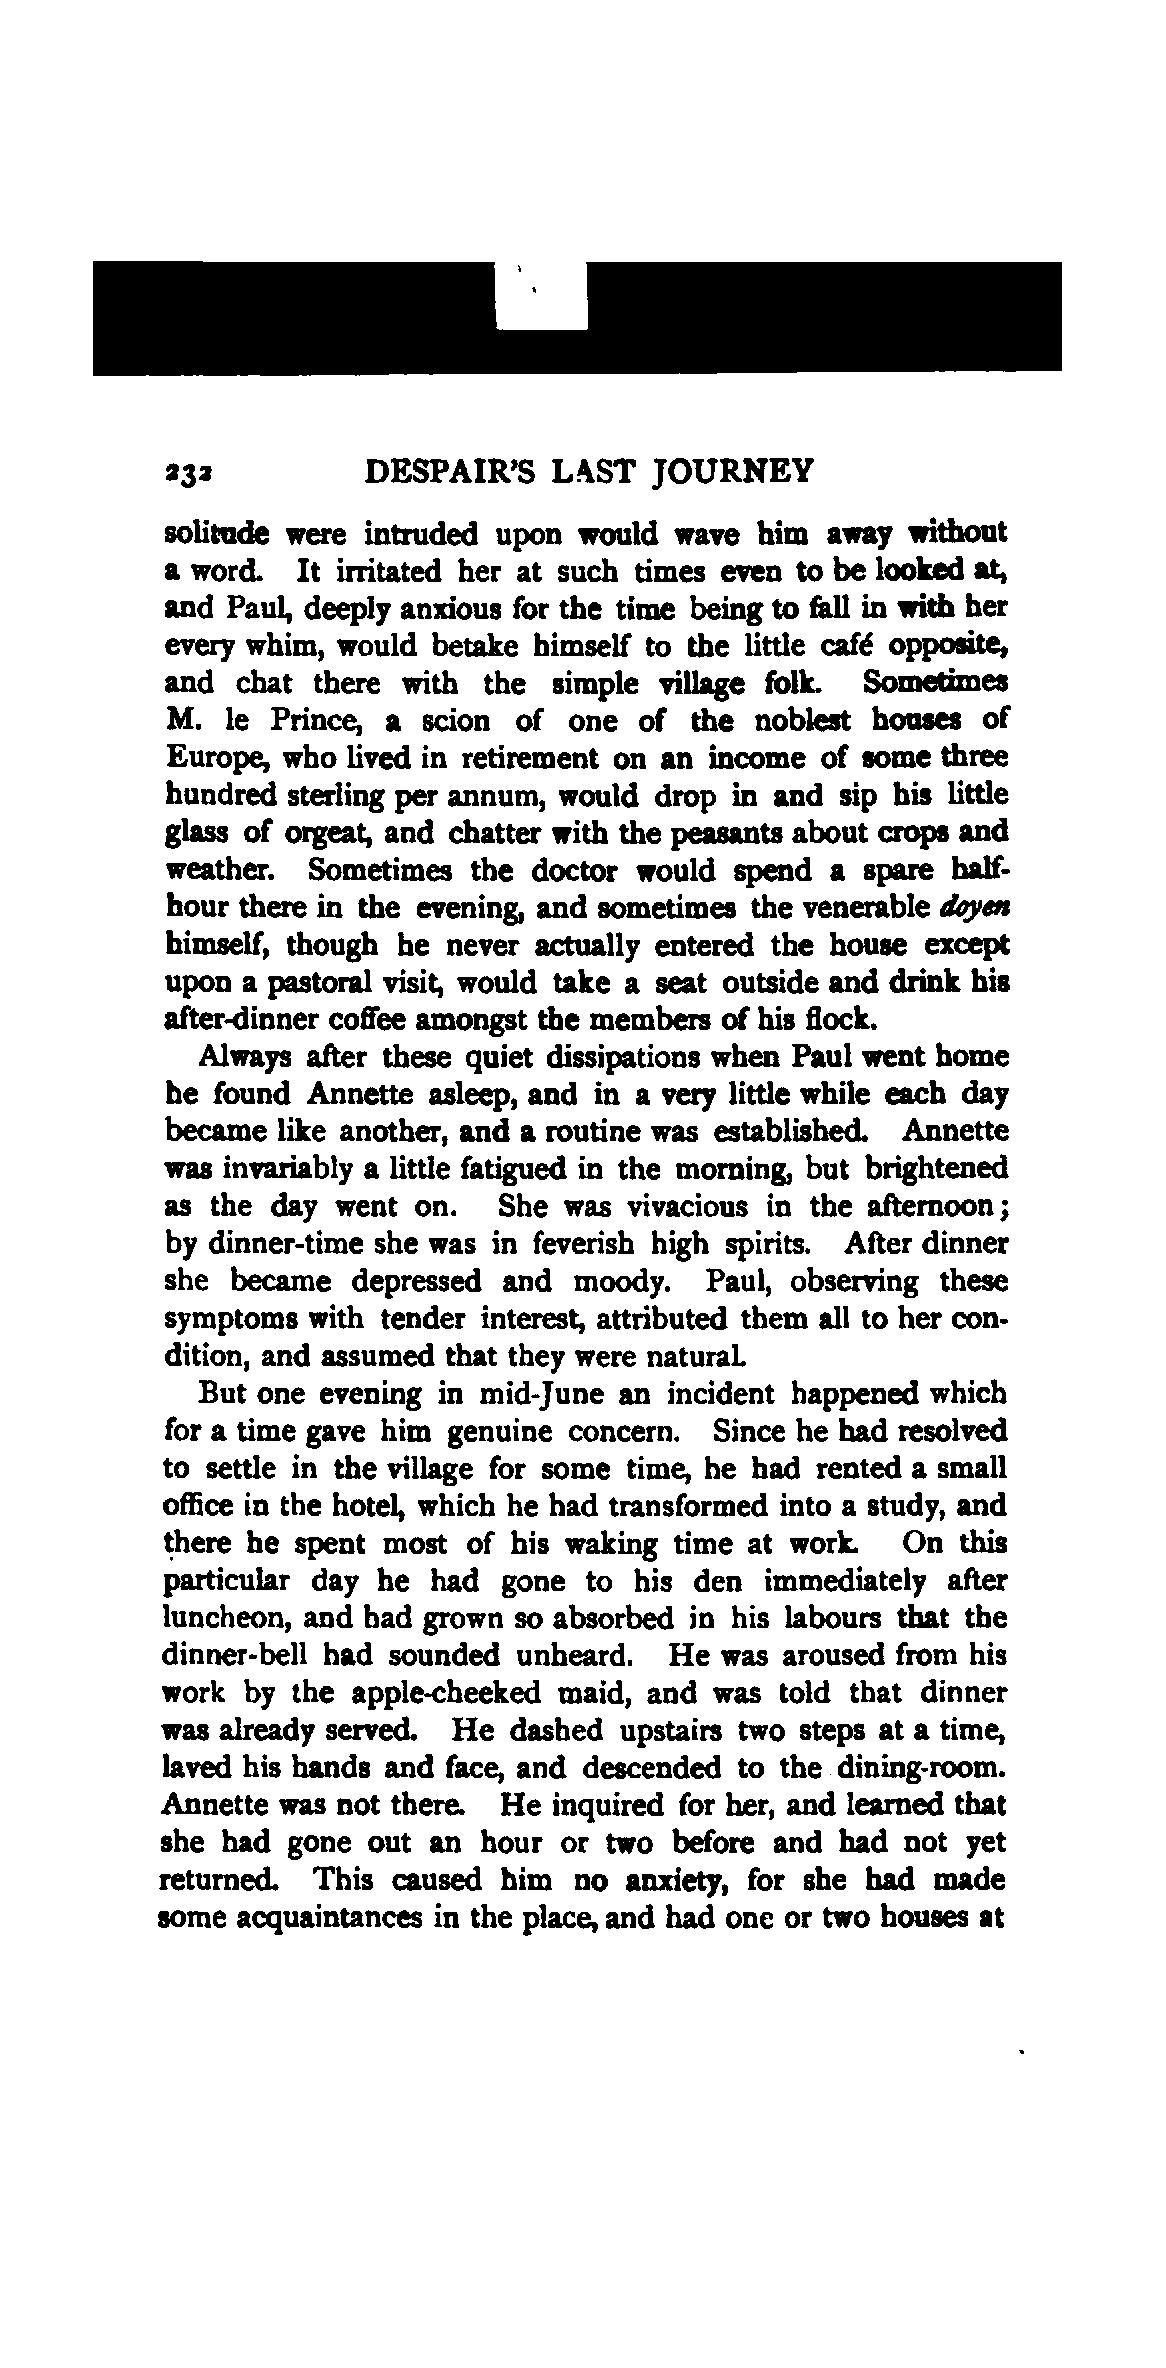 232 DESPAIR'S LAST JOURNEY
solitude were intruded upon would wave him away without
a word. It irritated her at such times even to be looked at,
and Paul, deeply anxious for the time being to fall in with her
every whim, would betake himself to the little café opposite,
and chat there with the simple village folk. Sometimes
M. le Prince, a scion of one of the noblest houses of
Europe, who lived in retirement on an income of some three
hundred sterling per annum, would drop in and sip his little
glass of orgeat, and chatter with the peasants about crops and
weather. Sometimes the doctor would spend a spare half-
hour there in the evening, and sometimes the venerable doyen
himself, though he never actually entered the house except
upon a pastoral visit, would take a seat outside and drink his
after-dinner coffee amongst the members of his flock.
Always after these quiet dissipations when Paul went home
he found Annette asleep, and in a very little while each day
became like another, and a routine was established. Annette
was invariably a little fatigued in the morning, but brightened
as the day went on. She was vivacious in the afternoon;
by dinner-time she was in feverish high spirits. After dinner
she became depressed and moody. Paul, observing these
symptoms with tender interest, attributed them all to her con-
dition, and assumed that they were natural.
But one evening in mid-June an incident happened which
for a time gave him genuine concern. Since he had resolved
to settle in the village for some time, he had rented a small
office in the hotel, which he had transformed into a study, and
there he spent most of his waking time at work. On this
particular day he had gone to his den immediately after
luncheon, and had grown so absorbed in his labours that the
dinner-bell had sounded unheard. He was aroused from his
work by the apple-cheeked maid, and was told that dinner
was already served. He dashed upstairs two steps at a time,
laved his hands and face, and descended to the dining-room.
Annette was not there. He inquired for her, and learned that
she had gone out an hour or two before and had not yet
returned. This caused him no anxiety, for she had made
some acquaintances in the place, and had one or two houses at